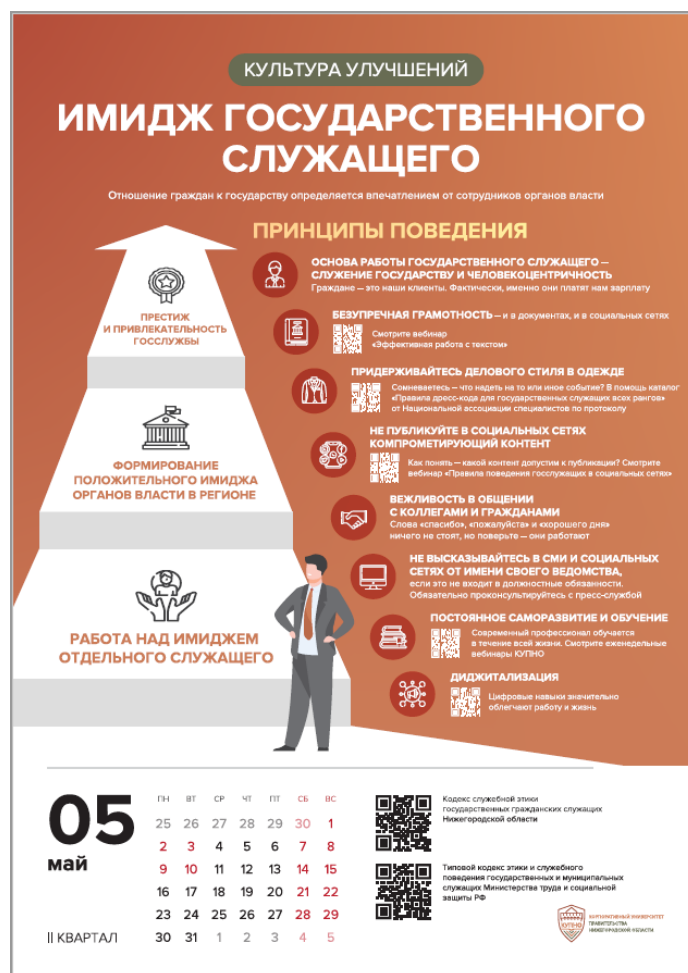 КУЛЬТУРА УЛУЧШЕНИЙ
ИМИДЖ ГОСУДАРСТВЕННОГО
СЛУЖАЩЕГО
Отношение граждан к государству определяется впечатлением от сотрудников органов власти
ПРИНЦИПЫ ПОВЕДЕНИЯ
ОСНОВА РАБОТЫ ГОСУДАРСТВЕННОГО СЛУЖАЩЕГО —
СЛУЖЕНИЕ ГОСУДАРСТВУ И ЧЕЛОВЕКОЦЕНТРИЧНОСТЬ
Граждане — это наши клиенты. Фактически, именно они платят нам зарплату
БЕЗУПРЕЧНАЯ ГРАМОТНОСТЬ — и в документах, и в социальных сетях
Смотрите вебинар
«Эффективная работа с текстом»
ПРИДЕРЖИВАЙТЕСЬ ДЕЛОВОГО СТИЛЯ В ОДЕЖДЕ
Сомневаетесь — что надеть на то или иное событие? В помощь каталог
«Правила дресс-кода для государственных служащих всех рангов»
от Национальной ассоциации специалистов по протоколу
НЕ ПУБЛИКУЙТЕ В СОЦИАЛЬНЫХ СЕТЯХ
КОМПРОМЕТИРУЮЩИЙ КОНТЕНТ
Как понять — какой контент допустим к публикации? Смотрите
вебинар «Правила поведения госслужащих в социальных сетях»
ВЕЖЛИВОСТЬ В ОБЩЕНИИ
С КОЛЛЕГАМИ И ГРАЖДАНАМИ
Слова «спасибо», «пожалуйста» и «хорошего дня»
ничего не стоят, но поверьте — они работают
НЕ ВЫСКАЗЫВАЙТЕСЬ В СМИ И СОЦИАЛЬНЫХ
СЕТЯХ ОТ ИМЕНИ СВОЕГО ВЕДОМСТВА,
если это не входит в должностные обязанности.
Обязательно проконсультируйтесь с пресс-службой
ПОСТОЯННОЕ САМОРАЗВИТИЕ И ОБУЧЕНИЕ
Современный профессионал обучается
в течение всей жизни. Смотрите еженедельные
вебинары КУПНО
ДИДЖИТАЛИЗАЦИЯ
Цифровые навыки значительно
облегчают работу и жизнь
ПРЕСТИЖ
И ПРИВЛЕКАТЕЛЬНОСТЬ
ГОССЛУЖБЫ
ФОРМИРОВАНИЕ
ПОЛОЖИТЕЛЬНОГО ИМИДЖА
ОРГАНОВ ВЛАСТИ В РЕГИОНЕ
РАБОТА НАД ИМИДЖЕМ
ОТДЕЛЬНОГО СЛУЖАЩЕГО
05
май
II КВАРТАЛ
ПН ВТ СР ЧТ ПТ СБ ВС
25 26 27 28 29 30 1
2 3 4 5 6 7 8
9 10 11 12 13 14 15
16 17 18 19 20 21 22
23 24 25 26 27 28 29
30 31 1 2 3 4 5
Кодекс служебной этики
государственных гражданских служащих
Нижегородской области
Типовой кодекс этики и служебного
поведения государственных и муниципальных
служащих Министерства труда и социальной
защиты РФ
КУПНО
КОРПОРАТИВНЫЙ УНИВЕРСИТЕТ
ПРАВИТЕЛЬСТВА
НИЖЕГОРОДСКОЙ ОБЛАСТИ